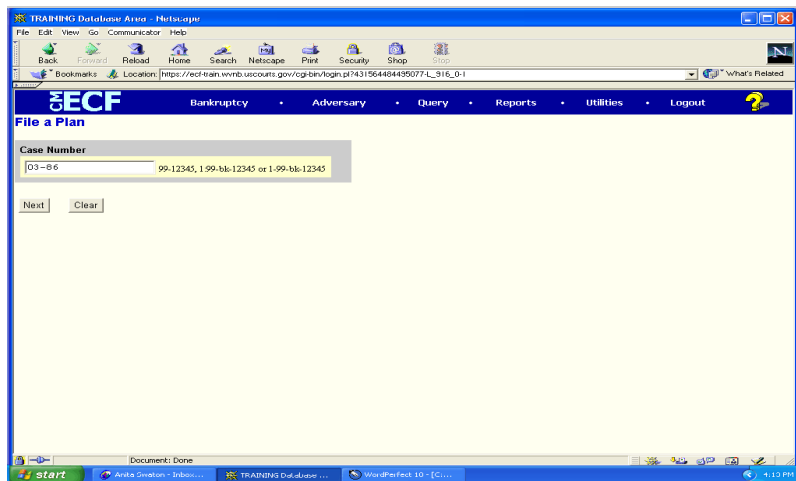 TRAINING Database Area - Netscape
File Edit View Go Communicator Help
Back Forward Reload Home Search Netscape Print Security Shop Stop
N
Bookmarks Location: https://ecf-train.wvnb.uscourts.gov/cgi-bin/login.pl?431564484495077-L_916_0-1 What's Related
CM ECF Bankruptcy • Adversary • Query • Reports • Utilities • Logout ?
File a Plan
Case Number
03-86 99-12345, 1:99-bk-12345 or 1-99-bk-12345
Next Clear
Document: Done
start Anita Swaton - Inbox... TRAINING Database ... WordPerfect 10 - [C:... 4:13 PM